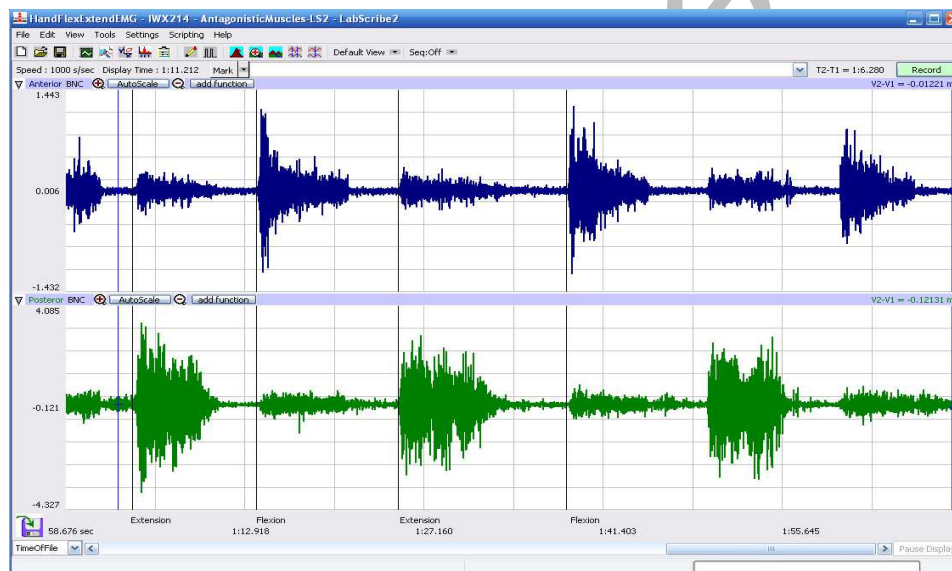 HandFlexExtendEMG - IWX214 - AntagonisticMuscles-LS2 - LabScribe2
File Edit View Tools Settings Scripting Help
Default View Seq:Off
Speed : 1000 s/sec Display Time : 1:11.212 Mark T2-T1 = 1:6.280 Record
Anterior BNC AutoScale add function V2-V1 = -0.01221
1.443
0.006
-1.432
Posteror BNC AutoScale add function V2-V1 = -0.12131
4.085
-0.121
-4.327
Extension Flexion Extension Flexion
58.676 sec 1:12.918 1:27.160 1:41.403 1:55.645
TimeOfFile Pause Display